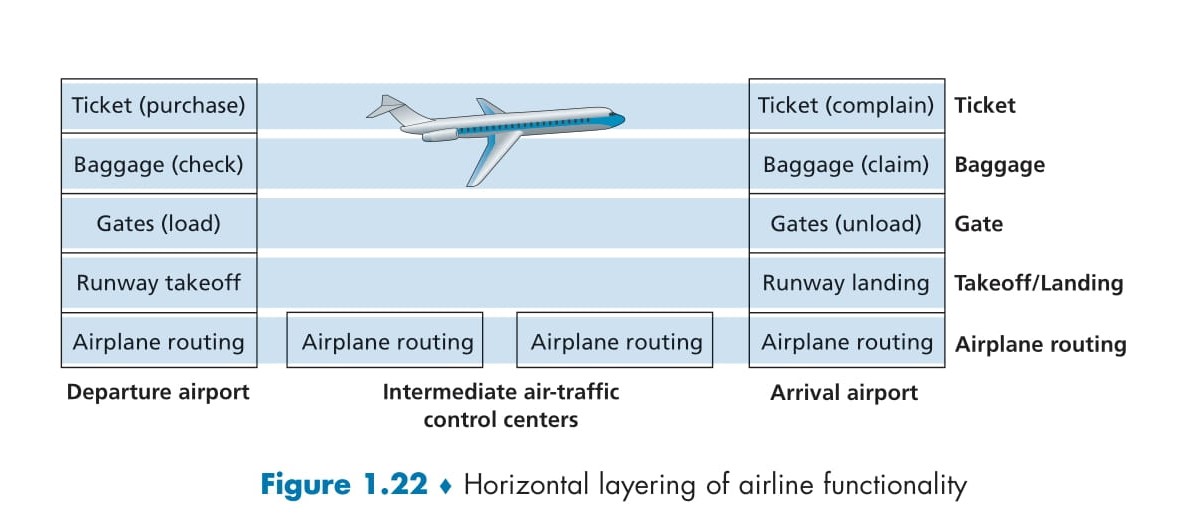 Ticket (purchase)
Ticket (complain)
Ticket
Baggage (check)
Baggage (claim)
Baggage
Gates (load)
Gates (unload)
Gate
Runway takeoff
Runway landing
Takeoff/Landing
Airplane routing
Airplane routing
Airplane routing
Airplane routing
Airplane routing
Departure airport
Intermediate air-traffic
control centers
Arrival airport
Figure 1.22 ♦ Horizontal layering of airline functionality